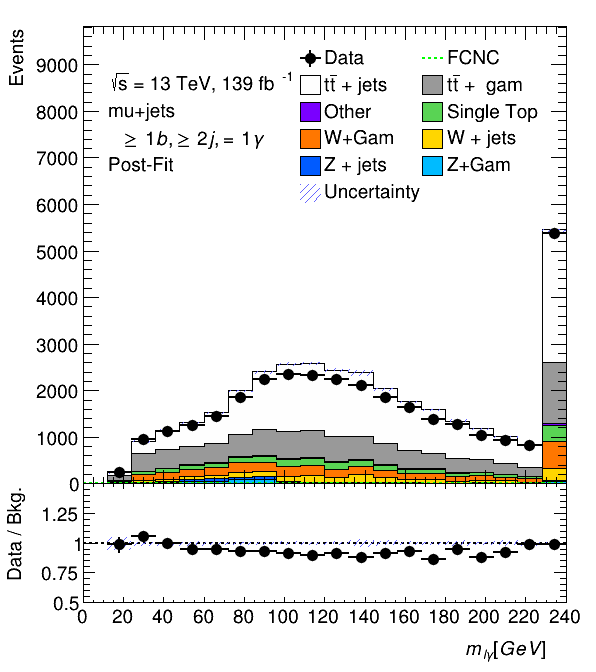 Events
9000
8000
7000
6000
5000
4000
3000
2000
1000
0
√s = 13 TeV, 139 fb -1
mu+jets
≥ 1b, ≥ 2j, = 1γ
Post-Fit
Data
FCNC
tt̄ + jets
tt̄ + gam
Other
Single Top
W+Gam
W + jets
Z + jets
Z+Gam
Uncertainty
Data / Bkg.
1.25
1
0.75
0.5
0 20 40 60 80 100 120 140 160 180 200 220 240
m_{lγ}[GeV]